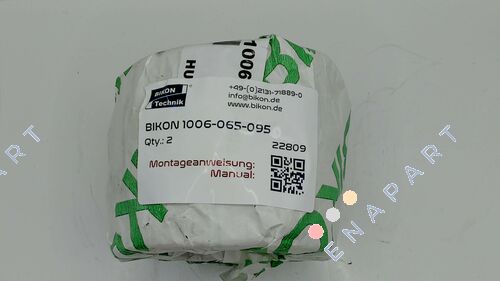 1006
HU
BIKON
Technik
+49-(0)2131-71889-0
info@bikon.de
www.bikon.de
BIKON 1006-065-095
Qty.: 2
22809
Montageanweisung:
Manual:
ENAPART